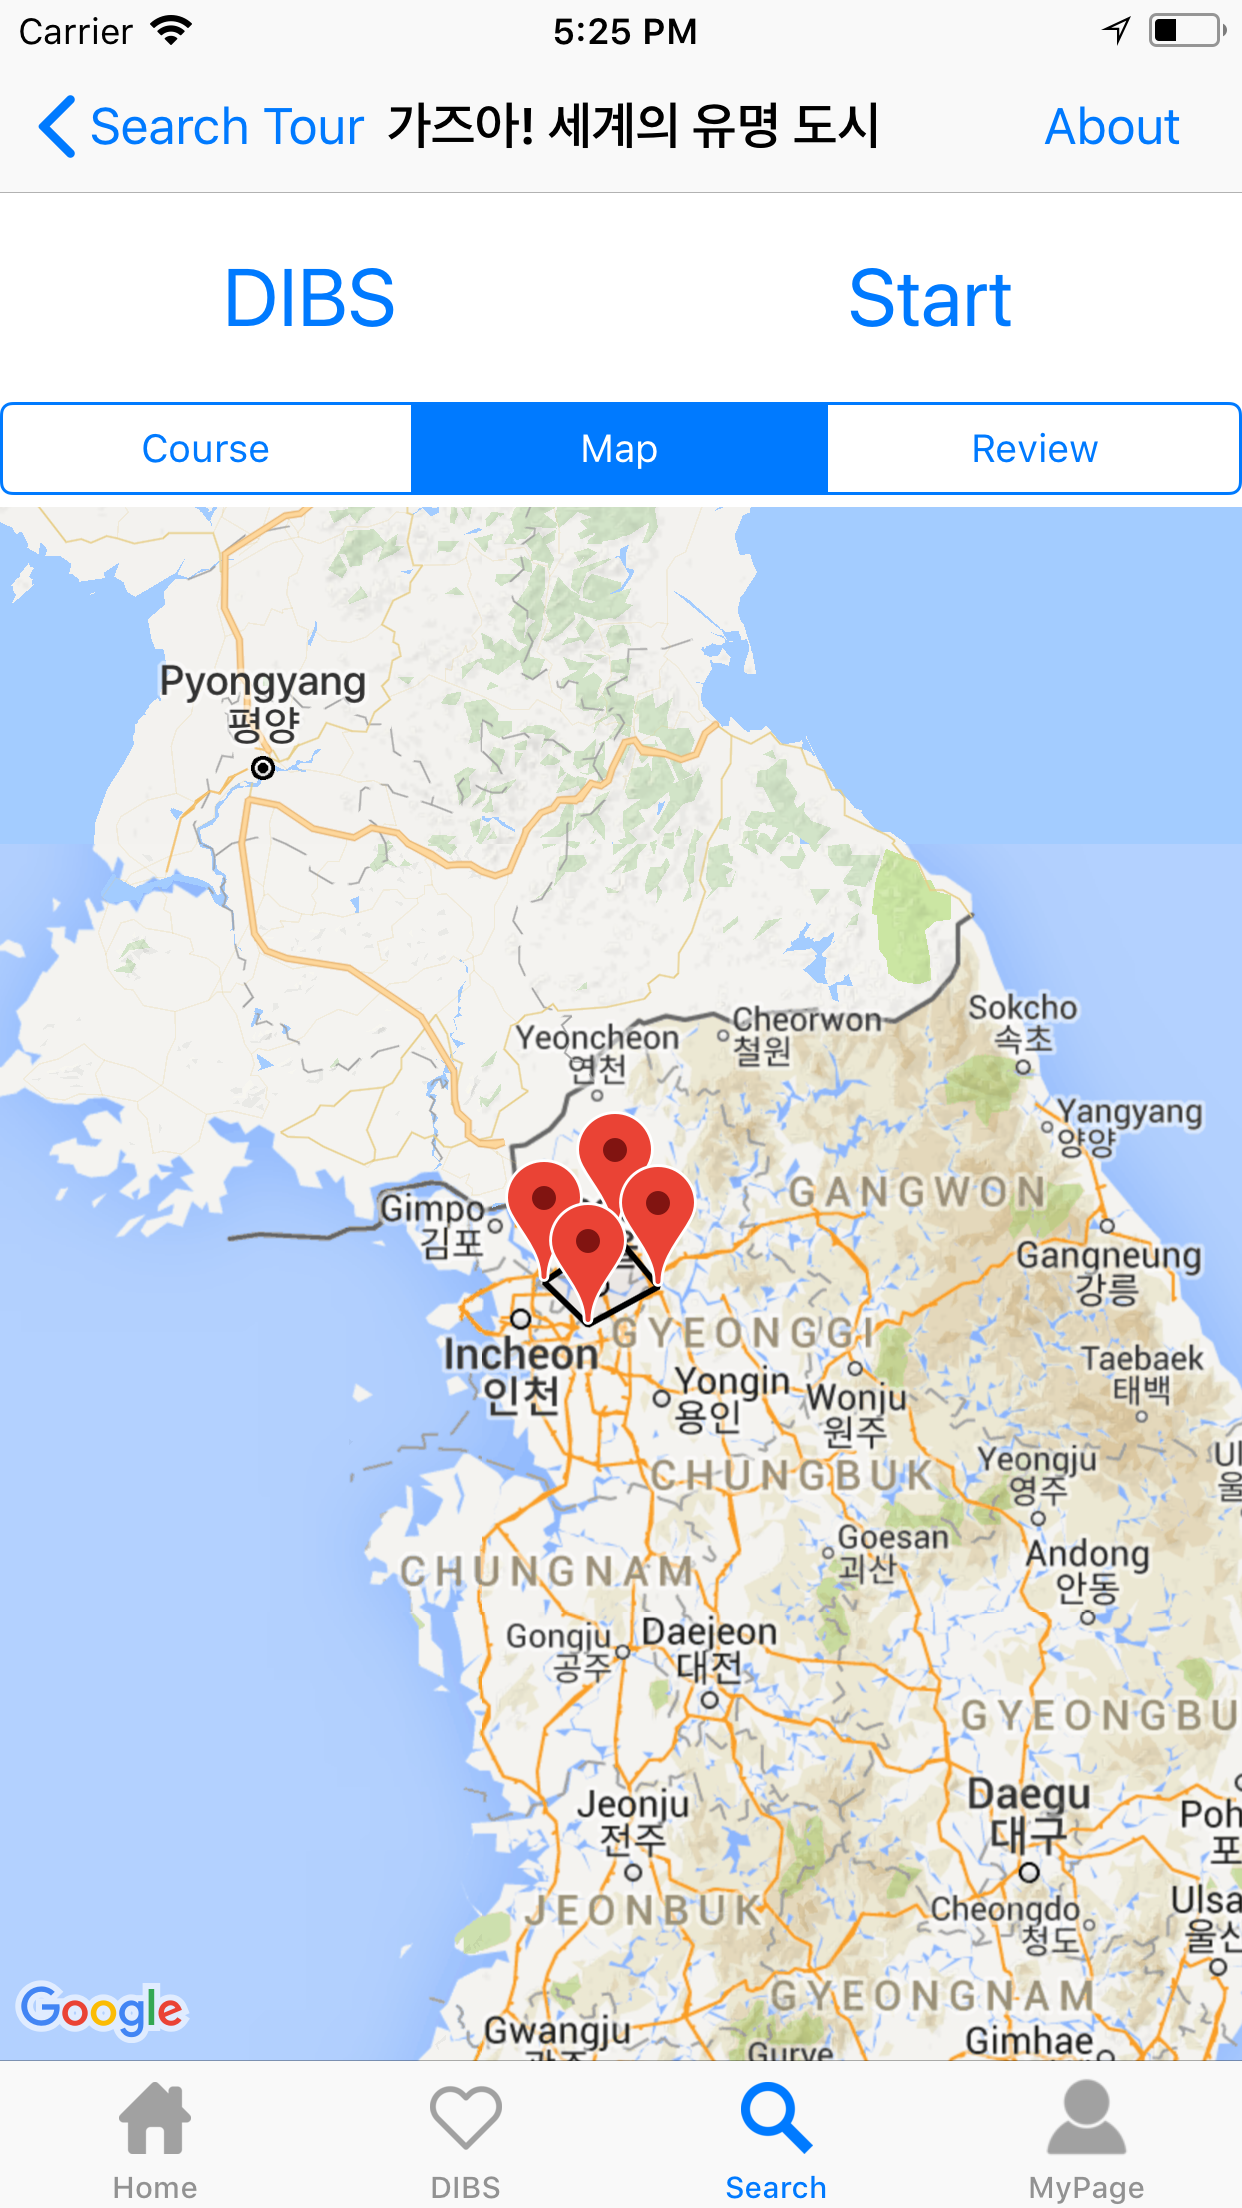 Carrier 5:25 PM
Search Tour 가즈아! 세계의 유명 도시 About
DIBS Start
Course Map Review
Pyongyang
평양
Sokcho
속초
Cheorwon
철원
Yeoncheon
연천
Yangyang
양양
GANGWON
Gimpo
김포
Gangneung
강릉
GYEONGGI
Incheon
인천
Taebaek
태백
Yongin
용인
Wonju
원주
Yeongju
영주
Ul
울
CHUNGBUK
Goesan
괴산
Andong
안동
CHUNGNAM
Gongju
공주
Daejeon
대전
GYEONGBU
Daegu
대구
Jeonju
전주
Poh
포
Ulsa
울산
JEONBUK
Cheongdo
청도
GYEONGNAM
Google
Gwangju
Gimhae
Gurye
Home DIBS Search MyPage